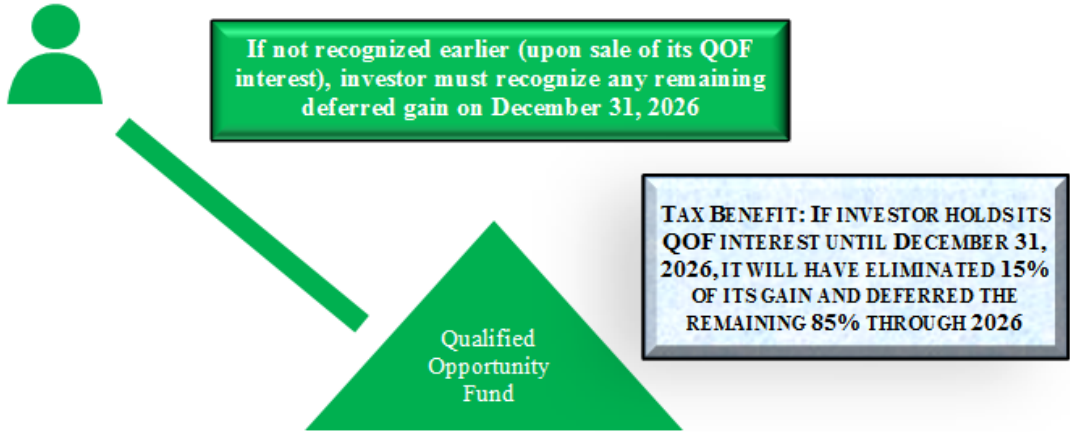 If not recognized earlier (upon sale of its QOF
interest), investor must recognize any remaining
deferred gain on December 31, 2026
TAX BENEFIT: IF INVESTOR HOLDS ITS
QOF INTEREST UNTIL DECEMBER 31,
2026, IT WILL HAVE ELIMINATED 15%
OF ITS GAIN AND DEFERRED THE
REMAINING 85% THROUGH 2026
Qualified
Opportunity
Fund